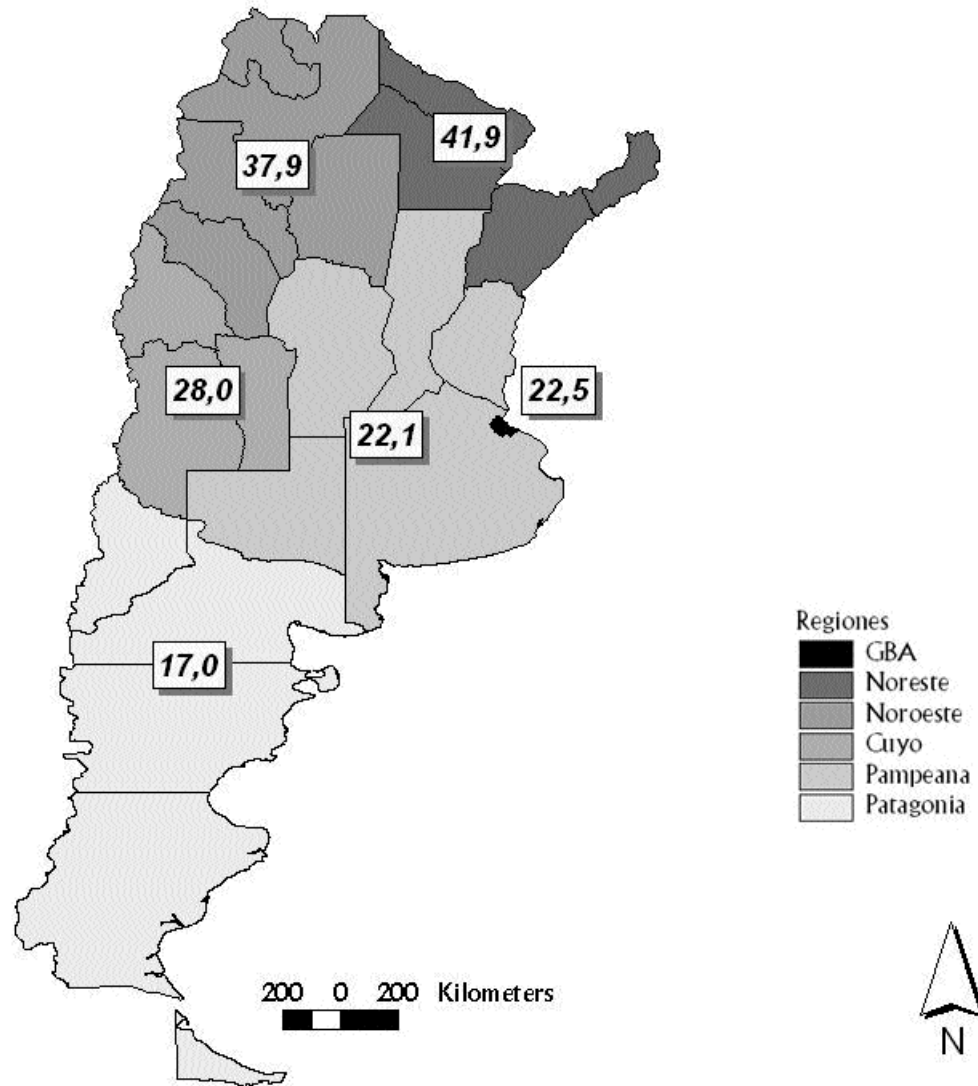 41,9
37,9
28,0
22,5
22,1
17,0
Regiones
GBA
Noreste
Noroeste
Cuyo
Pampeana
Patagonia
200 0 200 Kilometers
N